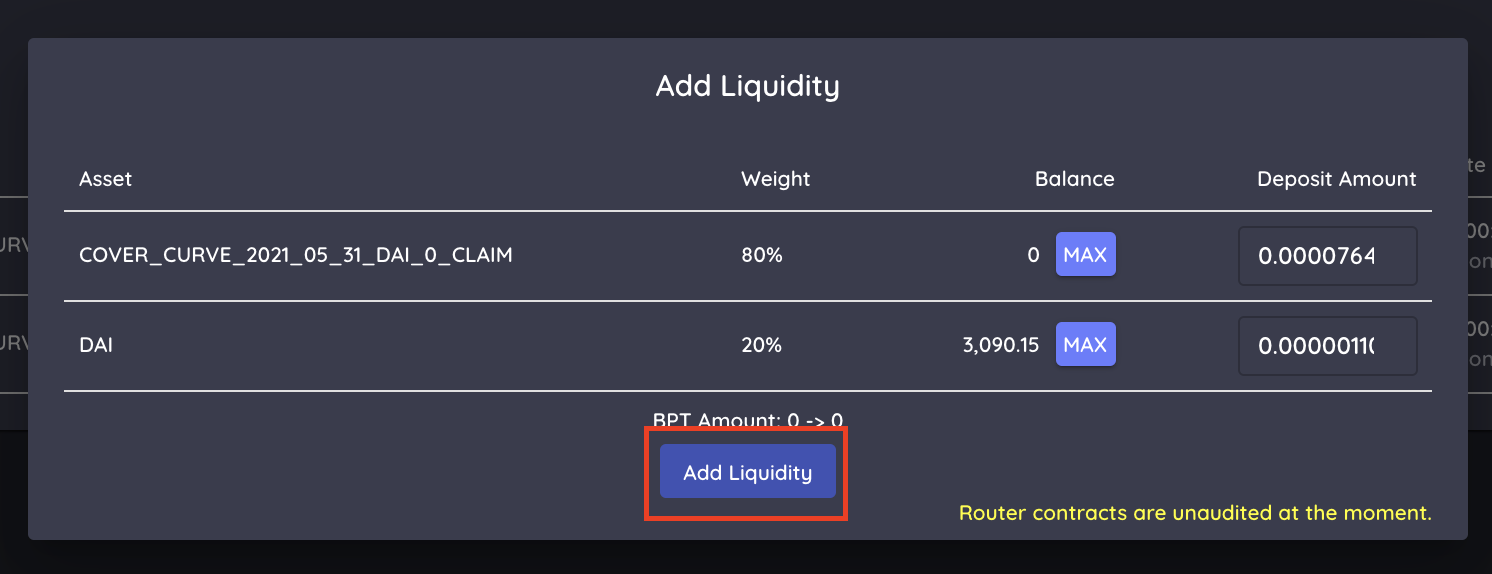 Add Liquidity
Asset Weight Balance Deposit Amount
COVER_CURVE_2021_05_31_DAI_0_CLAIM 80% 0 MAX 0.0000764
DAI 20% 3,090.15 MAX 0.0000011
BPT Amount: 0 -> 0
Add Liquidity
Router contracts are unaudited at the moment.